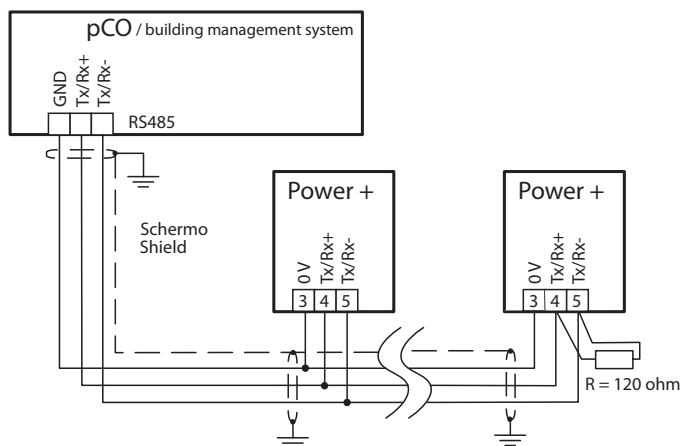 pCO / building management system
GND
Tx/Rx+
Tx/Rx-
RS485
Schermo
Shield
Power +
0 V
Tx/Rx+
Tx/Rx-
3 4 5
Power +
0 V
Tx/Rx+
Tx/Rx-
3 4 5
R = 120 ohm